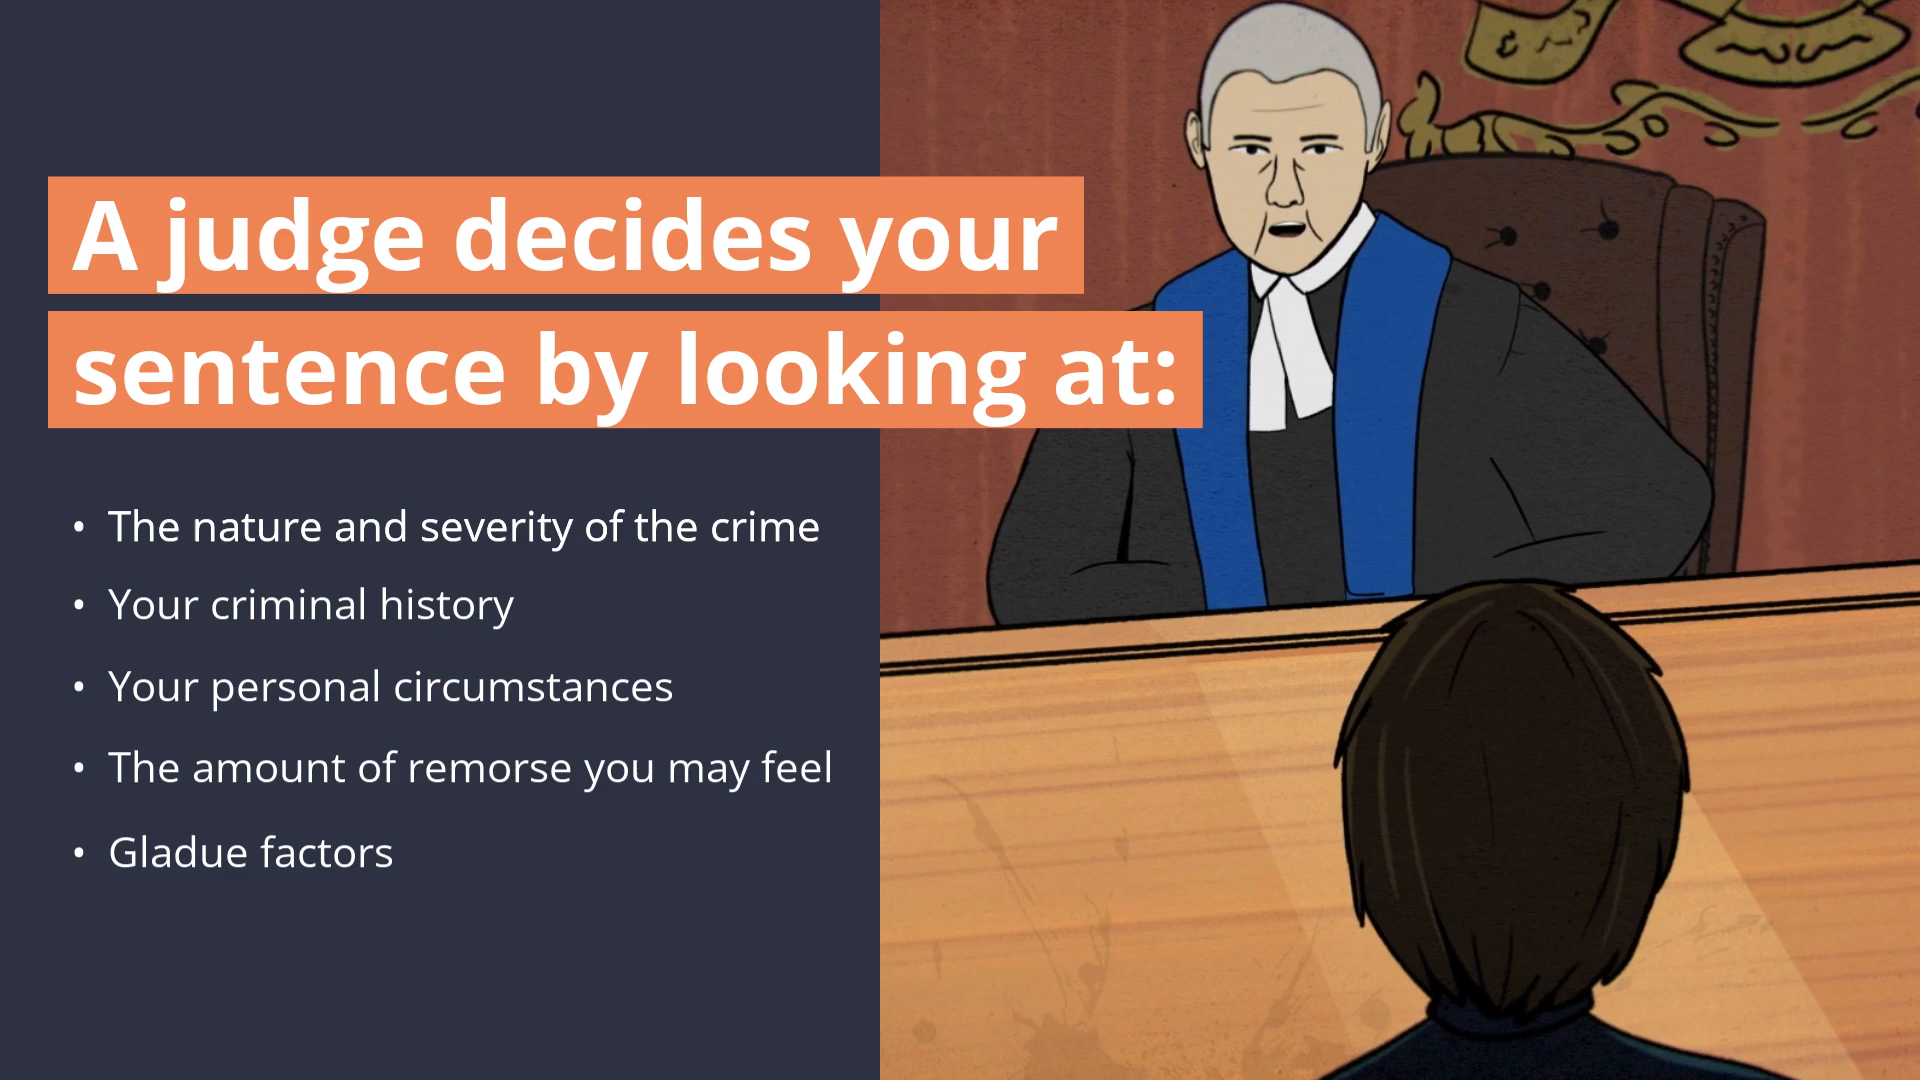 A judge decides your
sentence by looking at:
• The nature and severity of the crime
• Your criminal history
• Your personal circumstances
• The amount of remorse you may feel
• Gladue factors